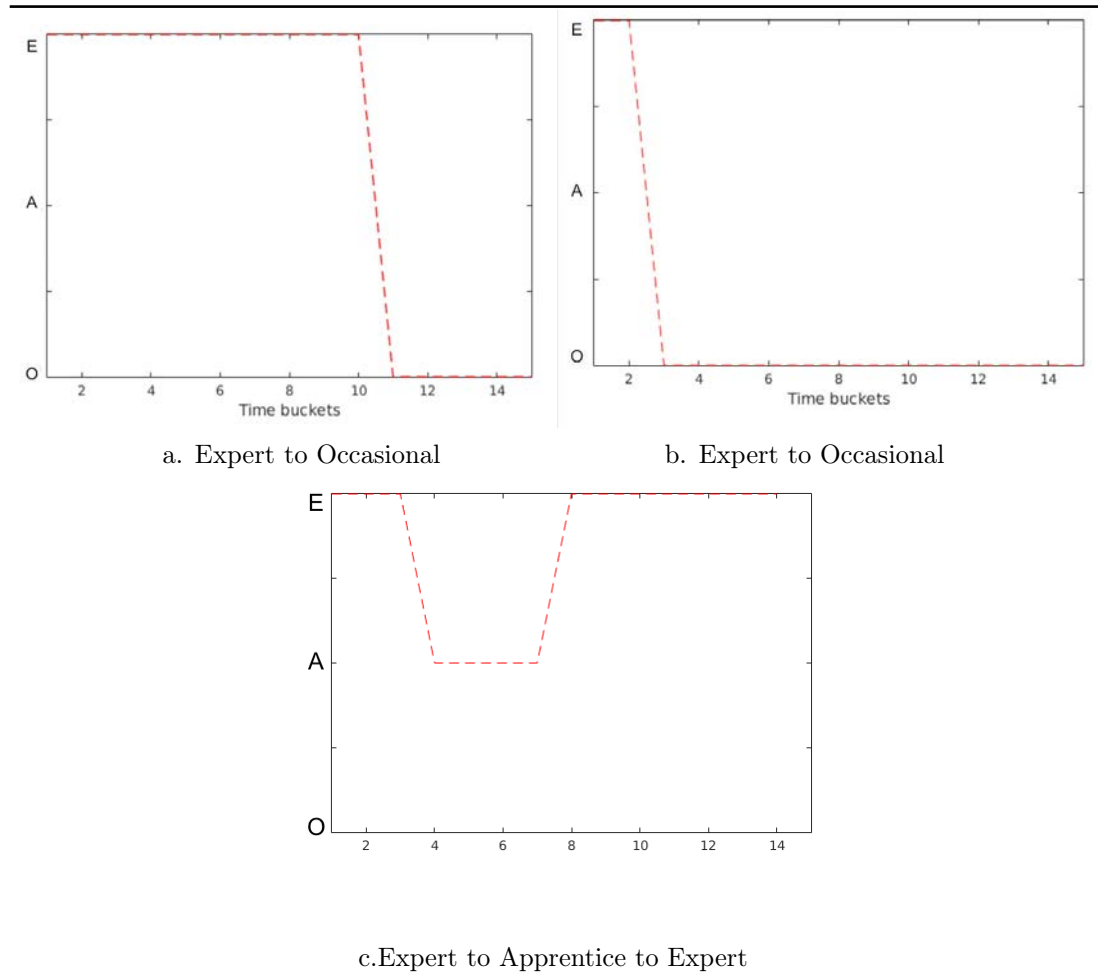 E
A
O
2 4 6 8 10 12 14
Time buckets
a. Expert to Occasional
E
A
O
2 4 6 8 10 12 14
Time buckets
b. Expert to Occasional
E
A
O
2 4 6 8 10 12 14
c.Expert to Apprentice to Expert